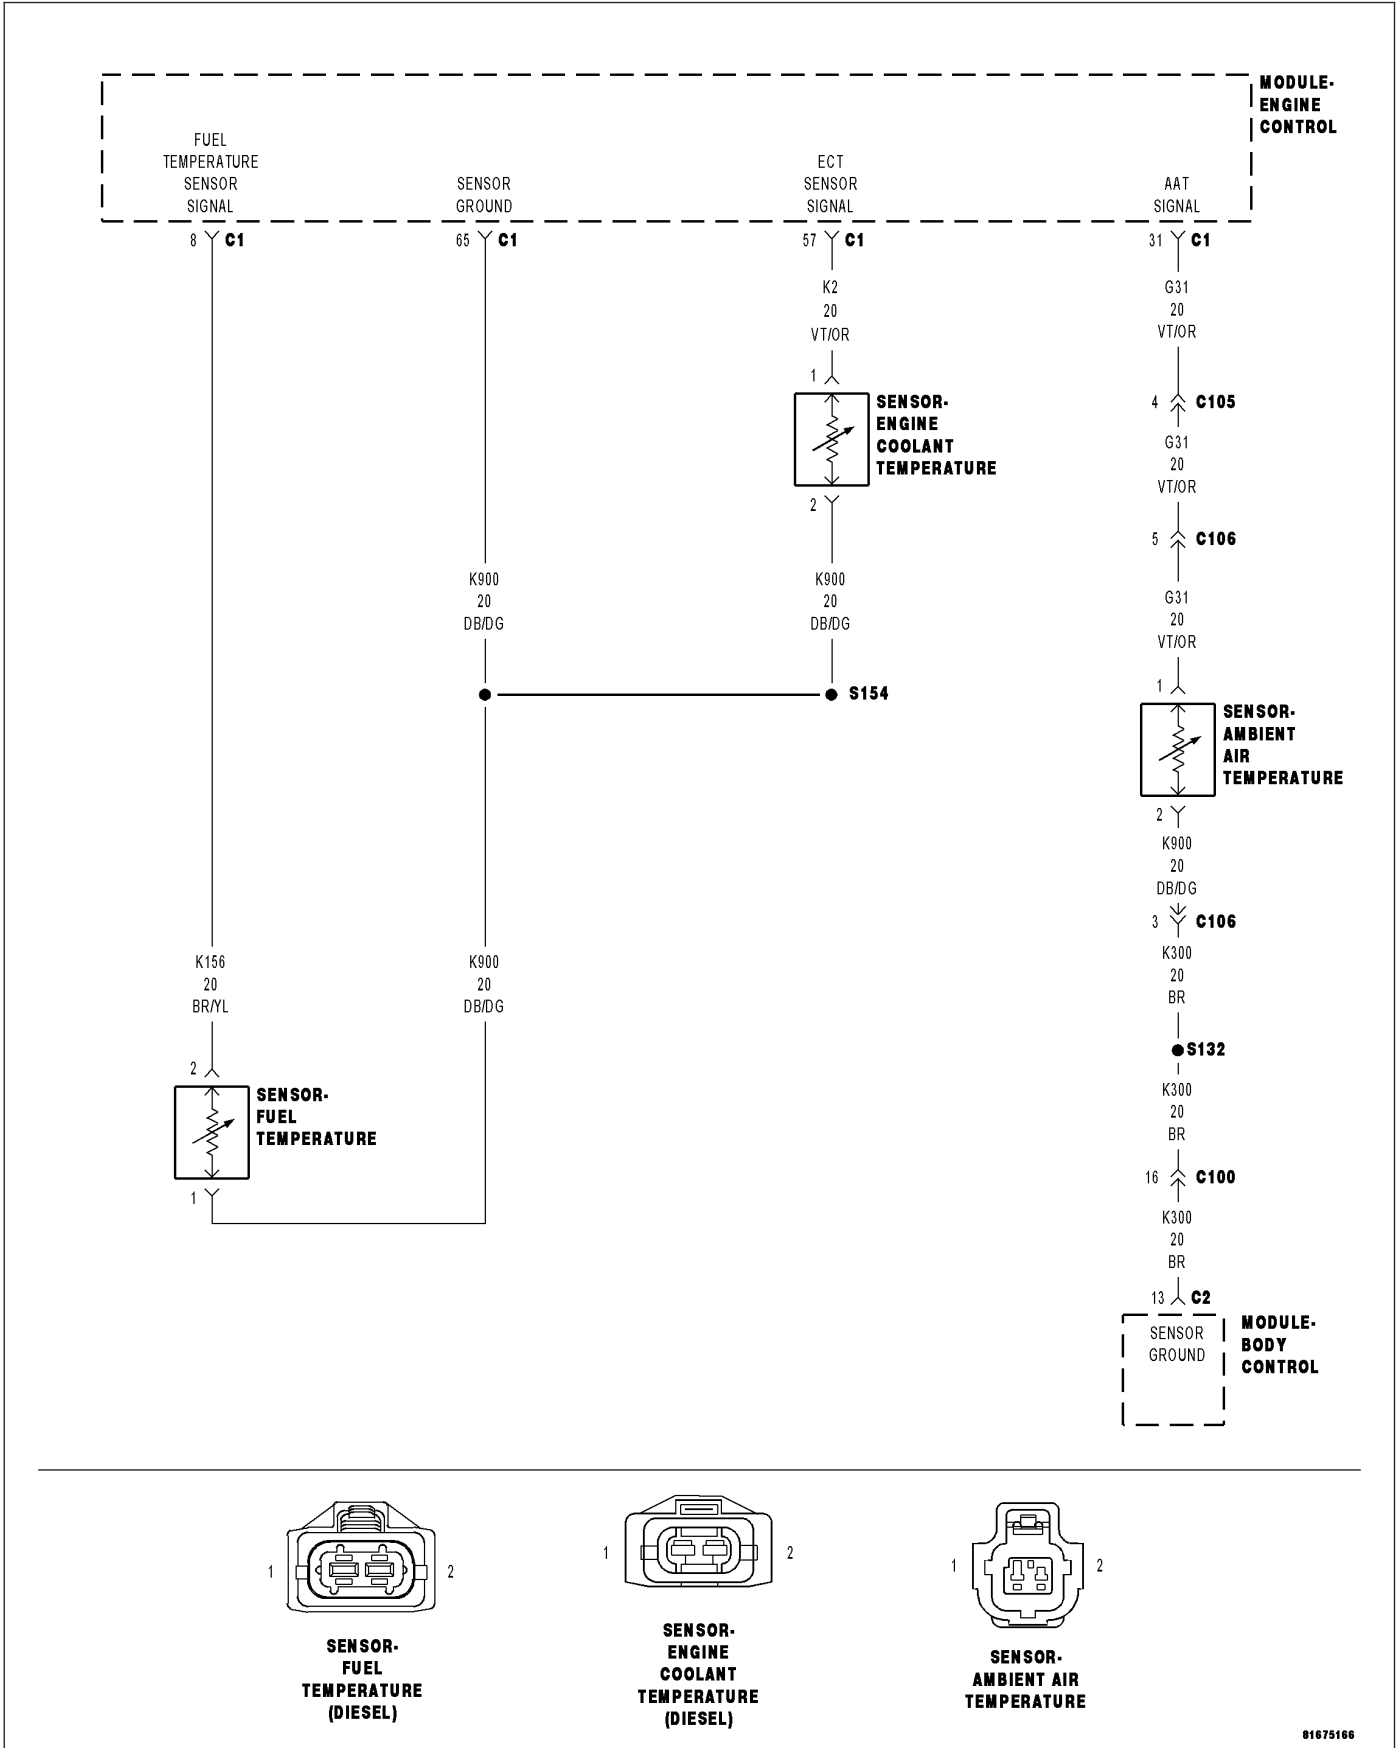 MODULE-
ENGINE
CONTROL
FUEL
TEMPERATURE
SENSOR
SIGNAL
SENSOR
GROUND
ECT
SENSOR
SIGNAL
AAT
SIGNAL
8 C1
65 C1
57 C1
31 C1
K2
20
VT/OR
G31
20
VT/OR
1
SENSOR-
ENGINE
COOLANT
TEMPERATURE
2
4 C105
G31
20
VT/OR
5 C106
K900
20
DB/DG
K900
20
DB/DG
G31
20
VT/OR
S154
1
SENSOR-
AMBIENT
AIR
TEMPERATURE
2
K900
20
DB/DG
3 C106
K156
20
BR/YL
K900
20
DB/DG
K300
20
BR
S132
2
SENSOR-
FUEL
TEMPERATURE
1
K300
20
BR
16 C100
K300
20
BR
13 C2
SENSOR
GROUND
MODULE-
BODY
CONTROL
1 2
SENSOR-
FUEL
TEMPERATURE
(DIESEL)
1 2
SENSOR-
ENGINE
COOLANT
TEMPERATURE
(DIESEL)
1 2
SENSOR-
AMBIENT AIR
TEMPERATURE
81675166